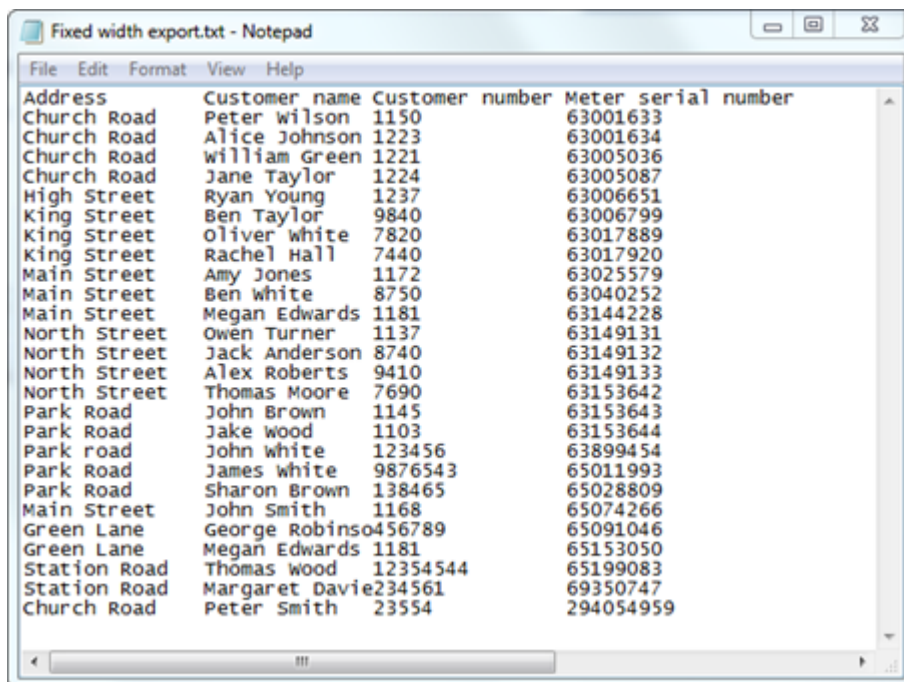 Fixed width export.txt - Notepad
File Edit Format View Help
Address Customer name Customer number Meter serial number
Church Road Peter Wilson 1150 63001633
Church Road Alice Johnson 1223 63001634
Church Road William Green 1221 63005036
Church Road Jane Taylor 1224 63005087
High Street Ryan Young 1237 63006651
King Street Ben Taylor 9840 63006799
King Street Oliver White 7820 63017889
King Street Rachel Hall 7440 63017920
Main Street Amy Jones 1172 63025579
Main Street Ben White 8750 63040252
Main Street Megan Edwards 1181 63144228
North Street Owen Turner 1137 63149131
North Street Jack Anderson 8740 63149132
North Street Alex Roberts 9410 63149133
North Street Thomas Moore 7690 63153642
Park Road John Brown 1145 63153643
Park Road Jake Wood 1103 63153644
Park road John White 123456 63899454
Park Road James White 9876543 65011993
Park Road Sharon Brown 138465 65028809
Main Street John Smith 1168 65074266
Green Lane George Robinso456789 65091046
Green Lane Megan Edwards 1181 65153050
Station Road Thomas Wood 12354544 65199083
Station Road Margaret Davie234561 69350747
Church Road Peter Smith 23554 294054959